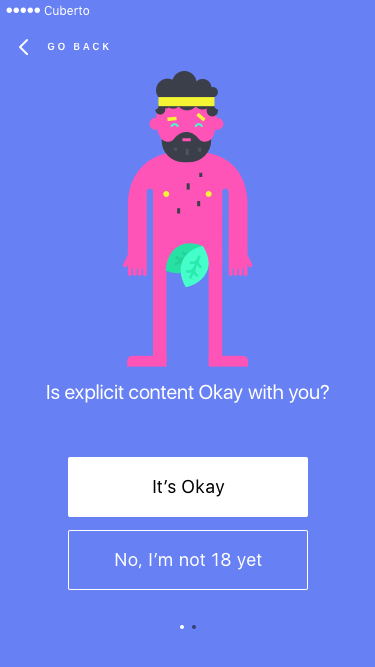 Cuberto
GO BACK
Is explicit content Okay with you?
It’s Okay
No, I’m not 18 yet